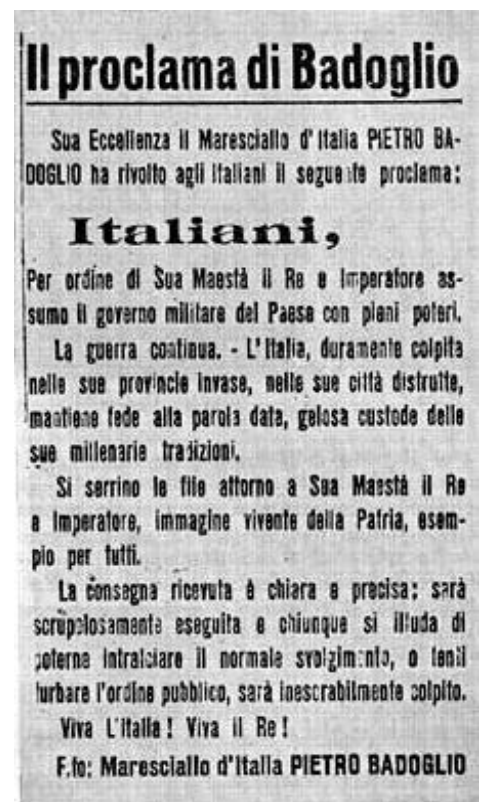 Il proclama di Badoglio
Sua Eccellenza il Maresciallo d'Italia PIETRO BA-
DOGLIO ha rivolto agli italiani il seguente proclama:
Italiani,
Per ordine di Sua Maestà il Re e Imperatore as-
sumo il governo militare del Paese con pieni poteri.
La guerra continua. - L'Italia, duramente colpita
nelle sue provincie invase, nelle sue città distrutte,
mantiene fede alla parola data, gelosa custode delle
sue millenarie tradizioni.
Si serrino le file attorno a Sua Maestà il Re
e Imperatore, immagine vivente della Patria, esem-
pio per tutti.
La consegna ricevuta è chiara e precisa: sarà
scrupolosamente eseguita e chiunque si illuda di
poterne intralciare il normale svolgimento, o tenti
turbare l'ordine pubblico, sarà inesorabilmente colpito.
Viva L'Italia! Viva il Re!
F.to: Maresciallo d'Italia PIETRO BADOGLIO